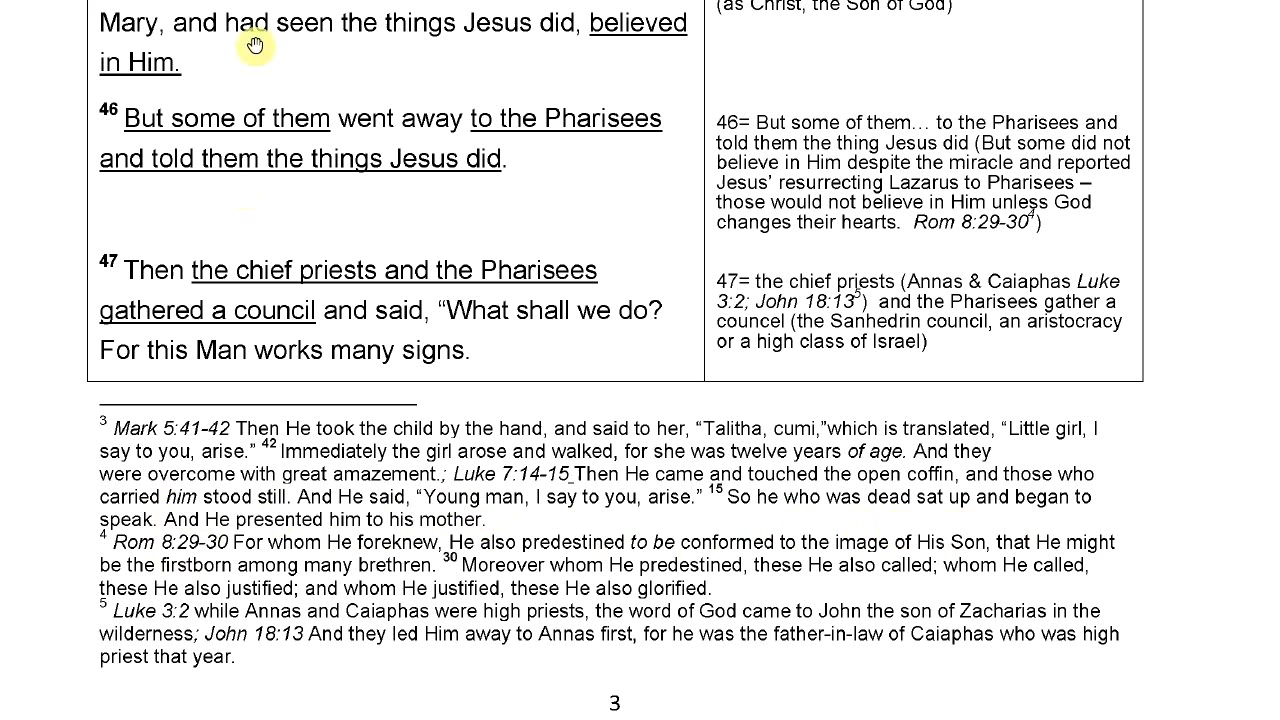 Mary, and had seen the things Jesus did, believed
in Him.
46 But some of them went away to the Pharisees
and told them the things Jesus did.
47 Then the chief priests and the Pharisees
gathered a council and said, “What shall we do?
For this Man works many signs.
(as Christ, the Son of God)
46= But some of them… to the Pharisees and
told them the thing Jesus did (But some did not
believe in Him despite the miracle and reported
Jesus’ resurrecting Lazarus to Pharisees –
those would not believe in Him unless God
changes their hearts. Rom 8:29-304)
47= the chief priests (Annas & Caiaphas Luke
3:2; John 18:135) and the Pharisees gather a
councel (the Sanhedrin council, an aristocracy
or a high class of Israel)
3 Mark 5:41-42 Then He took the child by the hand, and said to her, “Talitha, cumi,”which is translated, “Little girl, I
say to you, arise.” 42 Immediately the girl arose and walked, for she was twelve years of age. And they
were overcome with great amazement.; Luke 7:14-15 Then He came and touched the open coffin, and those who
carried him stood still. And He said, “Young man, I say to you, arise.” 15 So he who was dead sat up and began to
speak. And He presented him to his mother.
4 Rom 8:29-30 For whom He foreknew, He also predestined to be conformed to the image of His Son, that He might
be the firstborn among many brethren. 30 Moreover whom He predestined, these He also called; whom He called,
these He also justified; and whom He justified, these He also glorified.
5 Luke 3:2 while Annas and Caiaphas were high priests, the word of God came to John the son of Zacharias in the
wilderness; John 18:13 And they led Him away to Annas first, for he was the father-in-law of Caiaphas who was high
priest that year.
3